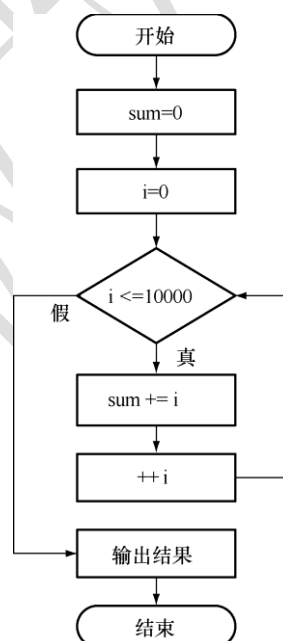 开始
sum=0
i=0
i <=10000
假
真
sum += i
++ i
输出结果
结束